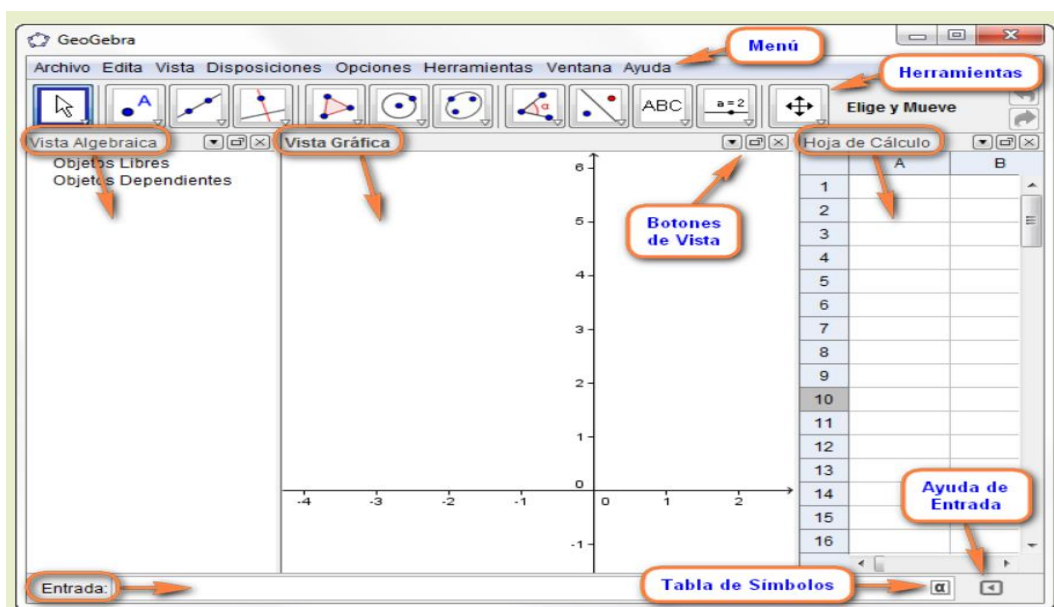 GeoGebra
Menú
Archivo Edita Vista Disposiciones Opciones Herramientas Ventana Ayuda
Herramientas
A
α
ABC
a=2
Elige y Mueve
Vista Algebraica
Vista Gráfica
Hoja de Cálculo
Objetos Libres
Objetos Dependientes
Botones
de Vista
A B
1
2
3
4
5
6
7
8
9
10
11
12
13
14
15
16
6
5
4
3
2
1
0
-4 -3 -2 -1 0 1 2
-1
Ayuda de
Entrada
Entrada:
Tabla de Símbolos
α